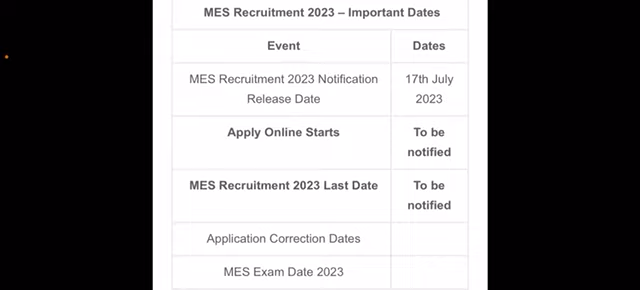 MES Recruitment 2023 – Important Dates
Event
Dates
MES Recruitment 2023 Notification
Release Date
17th July
2023
Apply Online Starts
To be
notified
MES Recruitment 2023 Last Date
To be
notified
Application Correction Dates
MES Exam Date 2023